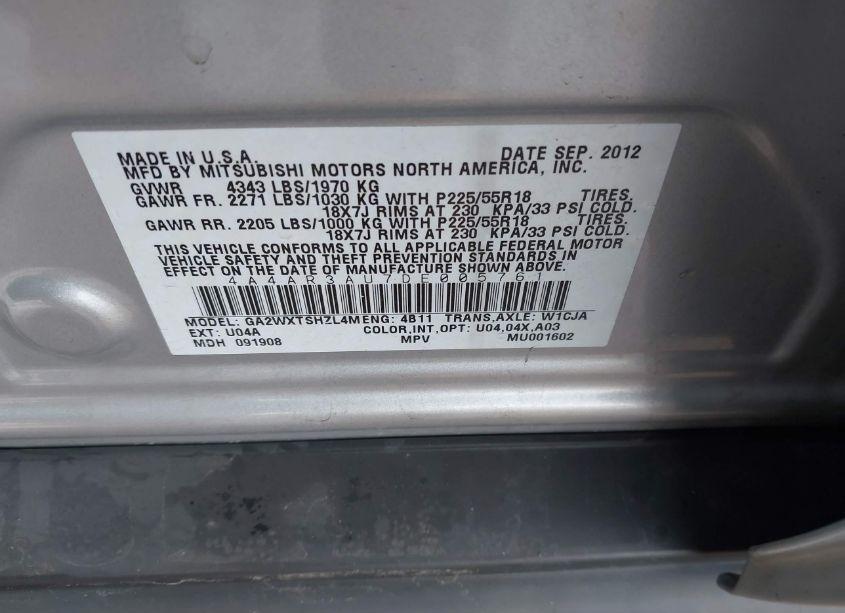 MADE IN U.S.A. DATE SEP. 2012
MFD BY MITSUBISHI MOTORS NORTH AMERICA, INC.
GVWR 4343 LBS/1970 KG
GAWR FR. 2271 LBS/1030 KG WITH P225/55R18 TIRES.
18X7J RIMS AT 230 KPA/33 PSI COLD.
GAWR RR. 2205 LBS/1000 KG WITH P225/55R18 TIRES.
18X7J RIMS AT 230 KPA/33 PSI COLD.
THIS VEHICLE CONFORMS TO ALL APPLICABLE FEDERAL MOTOR
VEHICLE SAFETY AND THEFT PREVENTION STANDARDS IN
EFFECT ON THE DATE OF MANUFACTURE SHOWN ABOVE.
4A4AR3AU7DE005761
MODEL: GA2WXTSHZL4M ENG: 4B11 TRANS,AXLE: W1CJA
EXT: U04A COLOR,INT,OPT: U04,04X,A03
MDH 091908 MPV MU001602